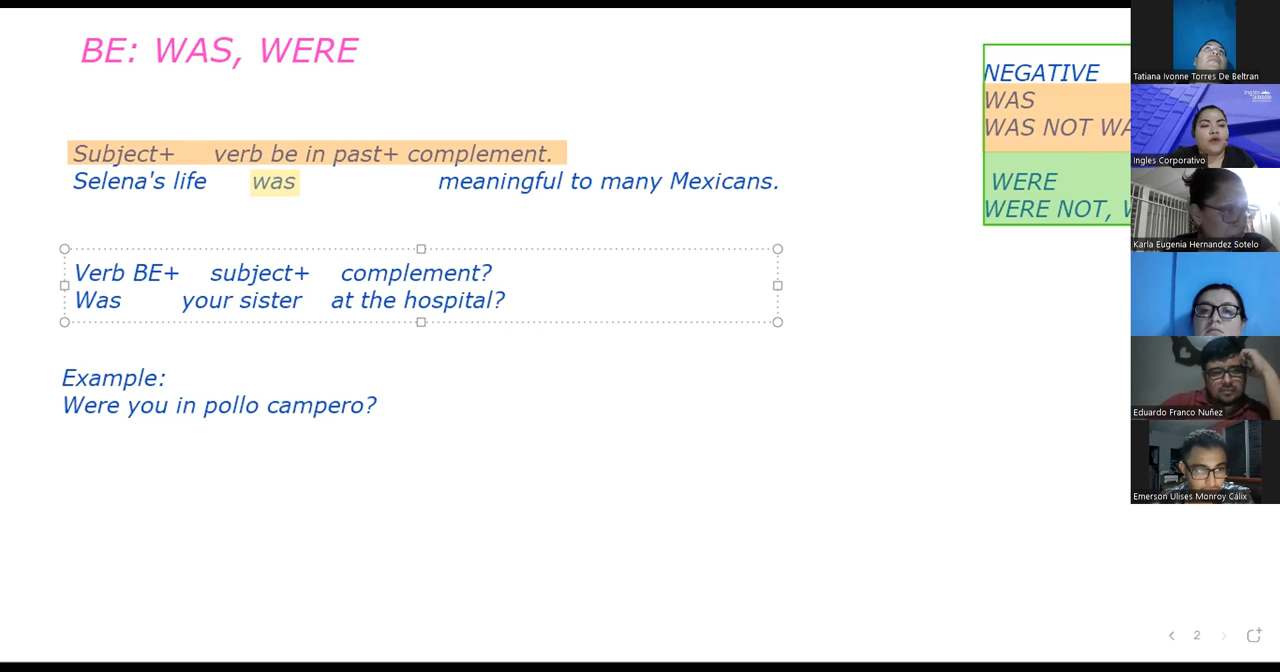 BE: WAS, WERE
Subject+ verb be in past+ complement.
Selena's life was meaningful to many Mexicans.
Verb BE+ subject+ complement?
Was your sister at the hospital?
Example:
Were you in pollo campero?
NEGATIVE
WAS
WAS NOT WA
WERE
WERE NOT, W
Tatiana Ivonne Torres De Beltran
Ingles Corporativo
Karla Eugenia Hernandez Sotelo
Eduardo Franco Nuñez
Emerson Ulises Monroy Cálix
2